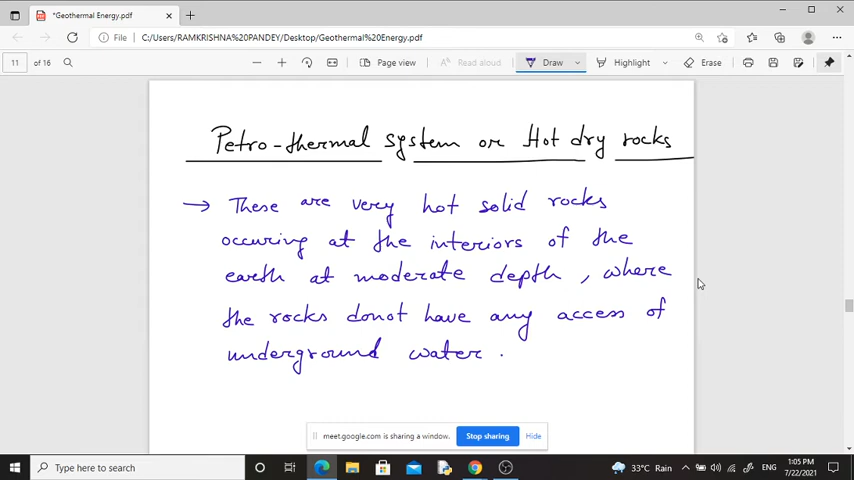 *Geothermal Energy.pdf
File
C:/Users/RAMKRISHNA%20PANDEY/Desktop/Geothermal%20Energy.pdf
11 of 16
Page view
Read aloud
Draw
Highlight
Erase
Petro-thermal system or Hot dry rocks
→ These are very hot solid rocks
occuring at the interiors of the
earth at moderate depth, where
the rocks donot have any access of
underground water.
meet.google.com is sharing a window. Stop sharing Hide
Type here to search
33°C Rain
ENG
1:05 PM
7/22/2021